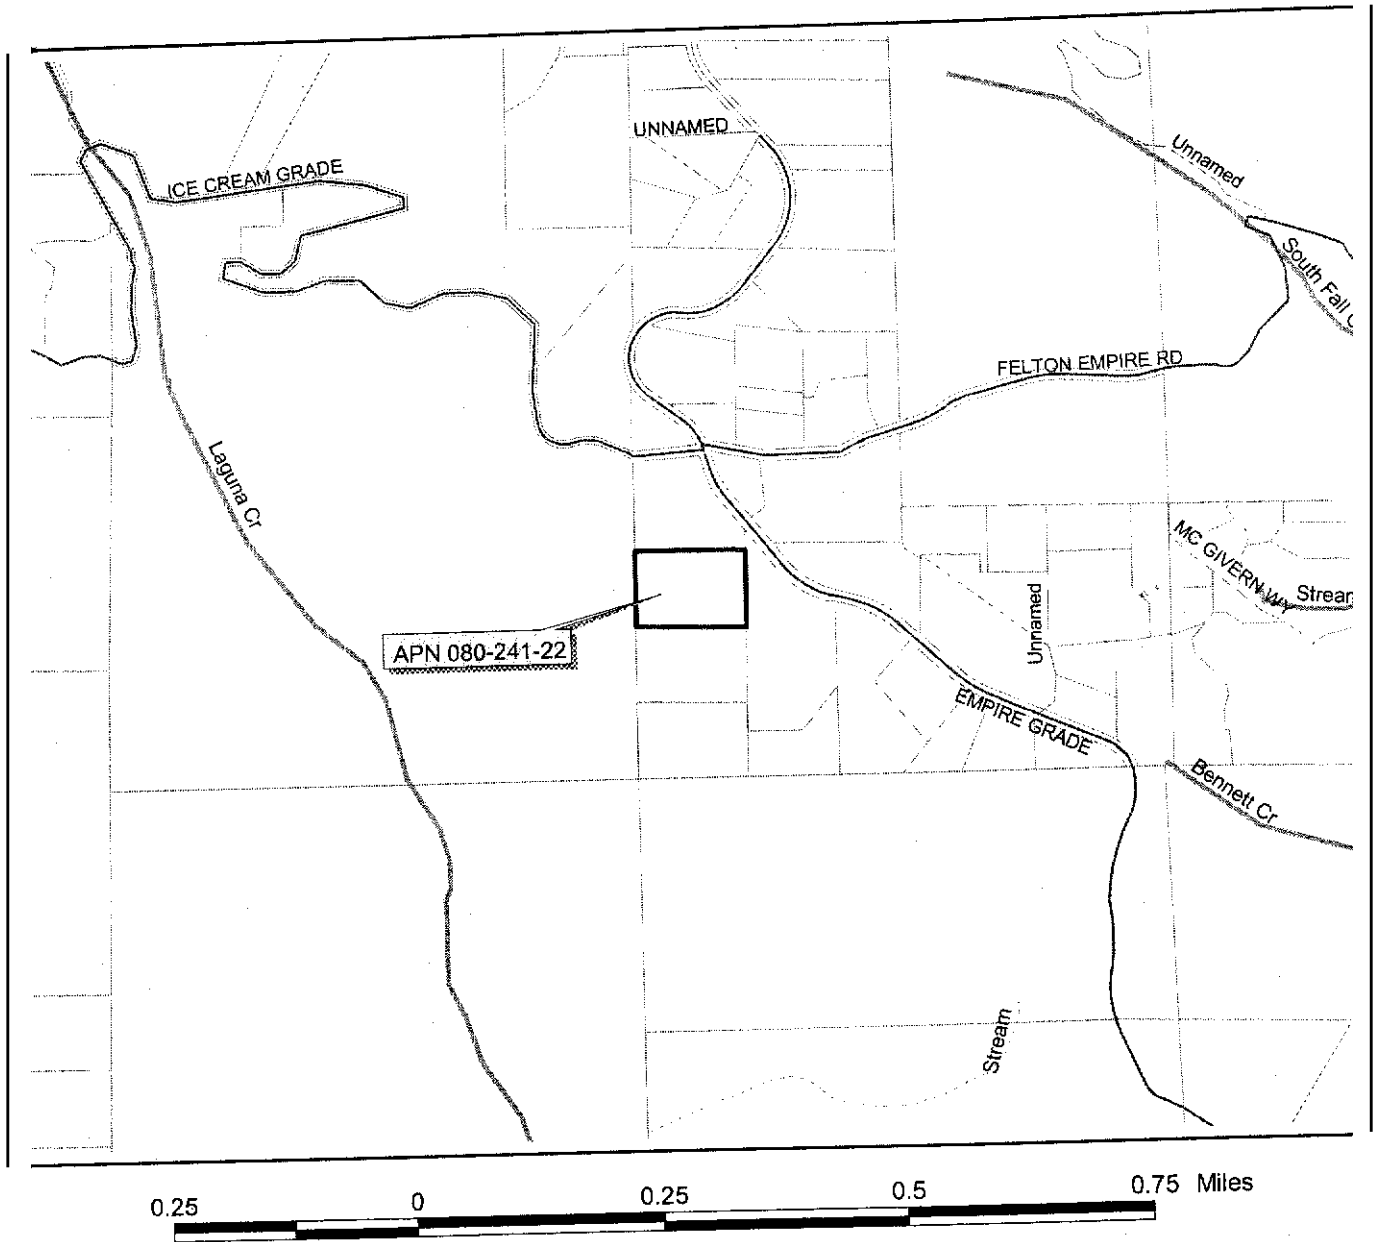 UNNAMED
Unnamed
ICE CREAM GRADE
South Fall C
FELTON EMPIRE RD
Laguna Cr
MC GIVERN WY
Stream
Unnamed
APN 080-241-22
EMPIRE GRADE
Bennett Cr
Stream
0.25 0 0.25 0.5 0.75 Miles